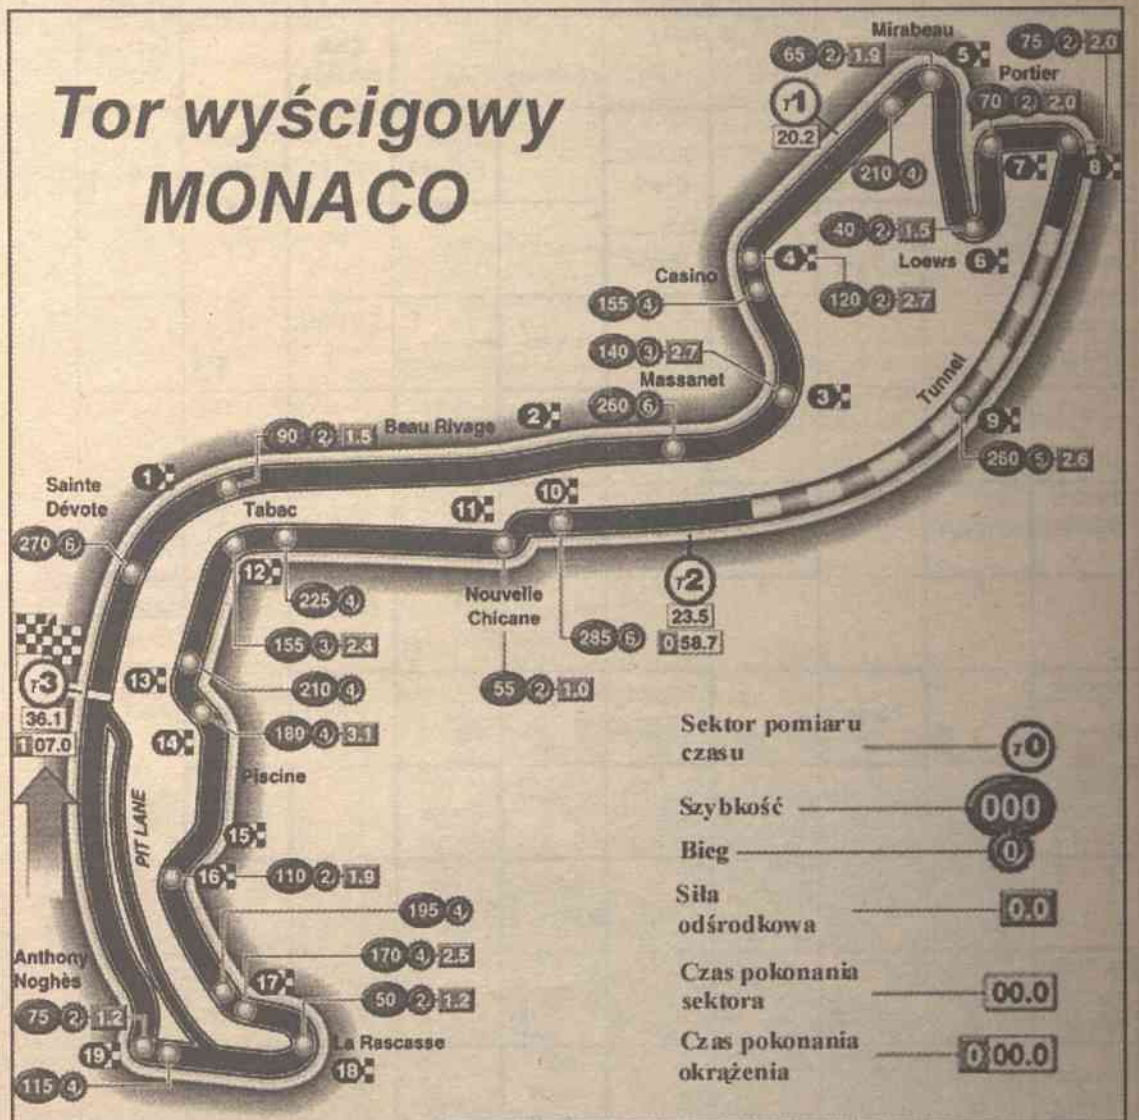 Tor wyścigowy
MONACO
Mirabeau
65 2 1.9
5
75 2 2.0
Portier
70 2 2.0
T1
20.2
210 4
7
8
40 2 1.5
Loews 6
4
Casino
155 4
120 2 2.7
140 3 2.7
Massanet
3
Tunnel
260 6
2
Beau Rivage
90 2 1.5
9
260 5 2.6
1
Sainte
Dévote
270 6
Tabac
11
10
12
225 4
Nouvelle
Chicane
T2
23.5
0 58.7
155 3 2.4
285 6
13
210 4
55 2 1.0
T3
36.1
1 07.0
14
180 4 3.1
Piscine
PIT LANE
15
16
110 2 1.9
195 4
170 4 2.5
17
50 2 1.2
Anthony
Noghès
75 2 1.2
La Rascasse
19
18
115 4
Sektor pomiaru
czasu
T0
Szybkość
000
Bieg
0
Siła
odśrodkowa
0.0
Czas pokonania
sektora
00.0
Czas pokonania
okrążenia
0 00.0